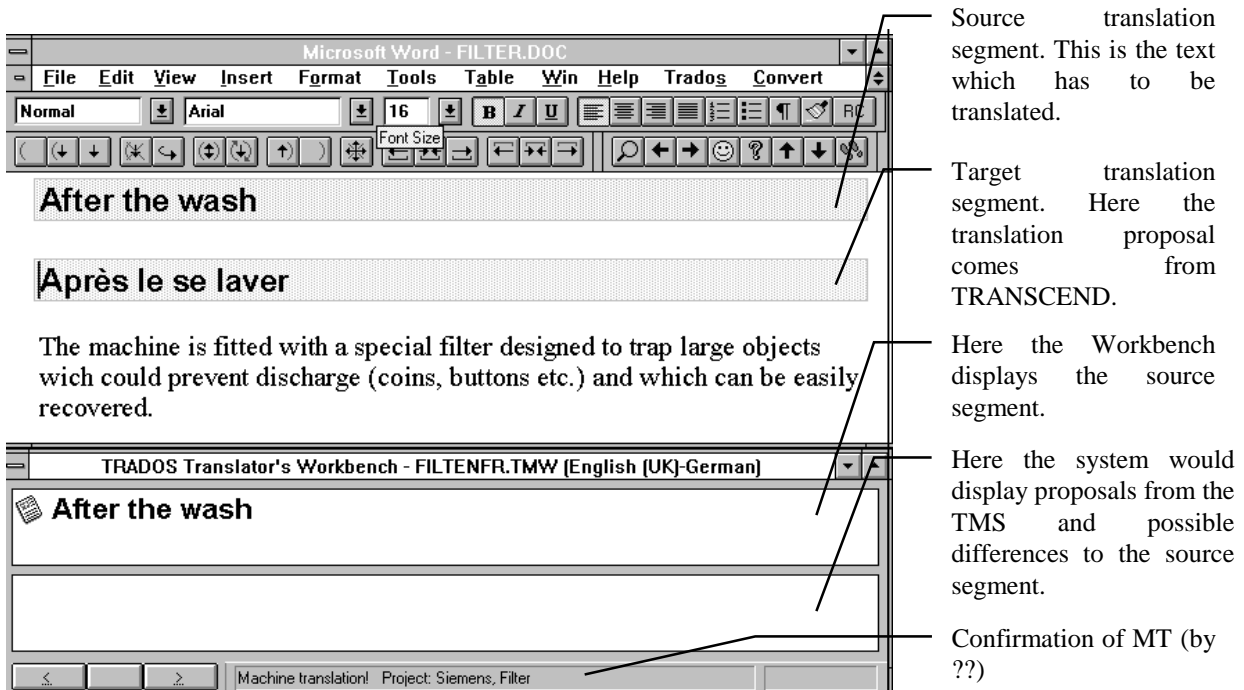 Microsoft Word - FILTER.DOC
File Edit View Insert Format Tools Table Win Help Trados Convert
Normal Arial 16 B I U RC
Font Size
After the wash
Après le se laver
The machine is fitted with a special filter designed to trap large objects
wich could prevent discharge (coins, buttons etc.) and which can be easily
recovered.
TRADOS Translator's Workbench - FILTENFR.TMW (English (UK)-German)
After the wash
< >
Machine translation! Project: Siemens, Filter
Source translation
segment. This is the text
which has to be
translated.
Target translation
segment. Here the
translation proposal
comes from
TRANSCEND.
Here the Workbench
displays the source
segment.
Here the system would
display proposals from the
TMS and possible
differences to the source
segment.
Confirmation of MT (by
??)